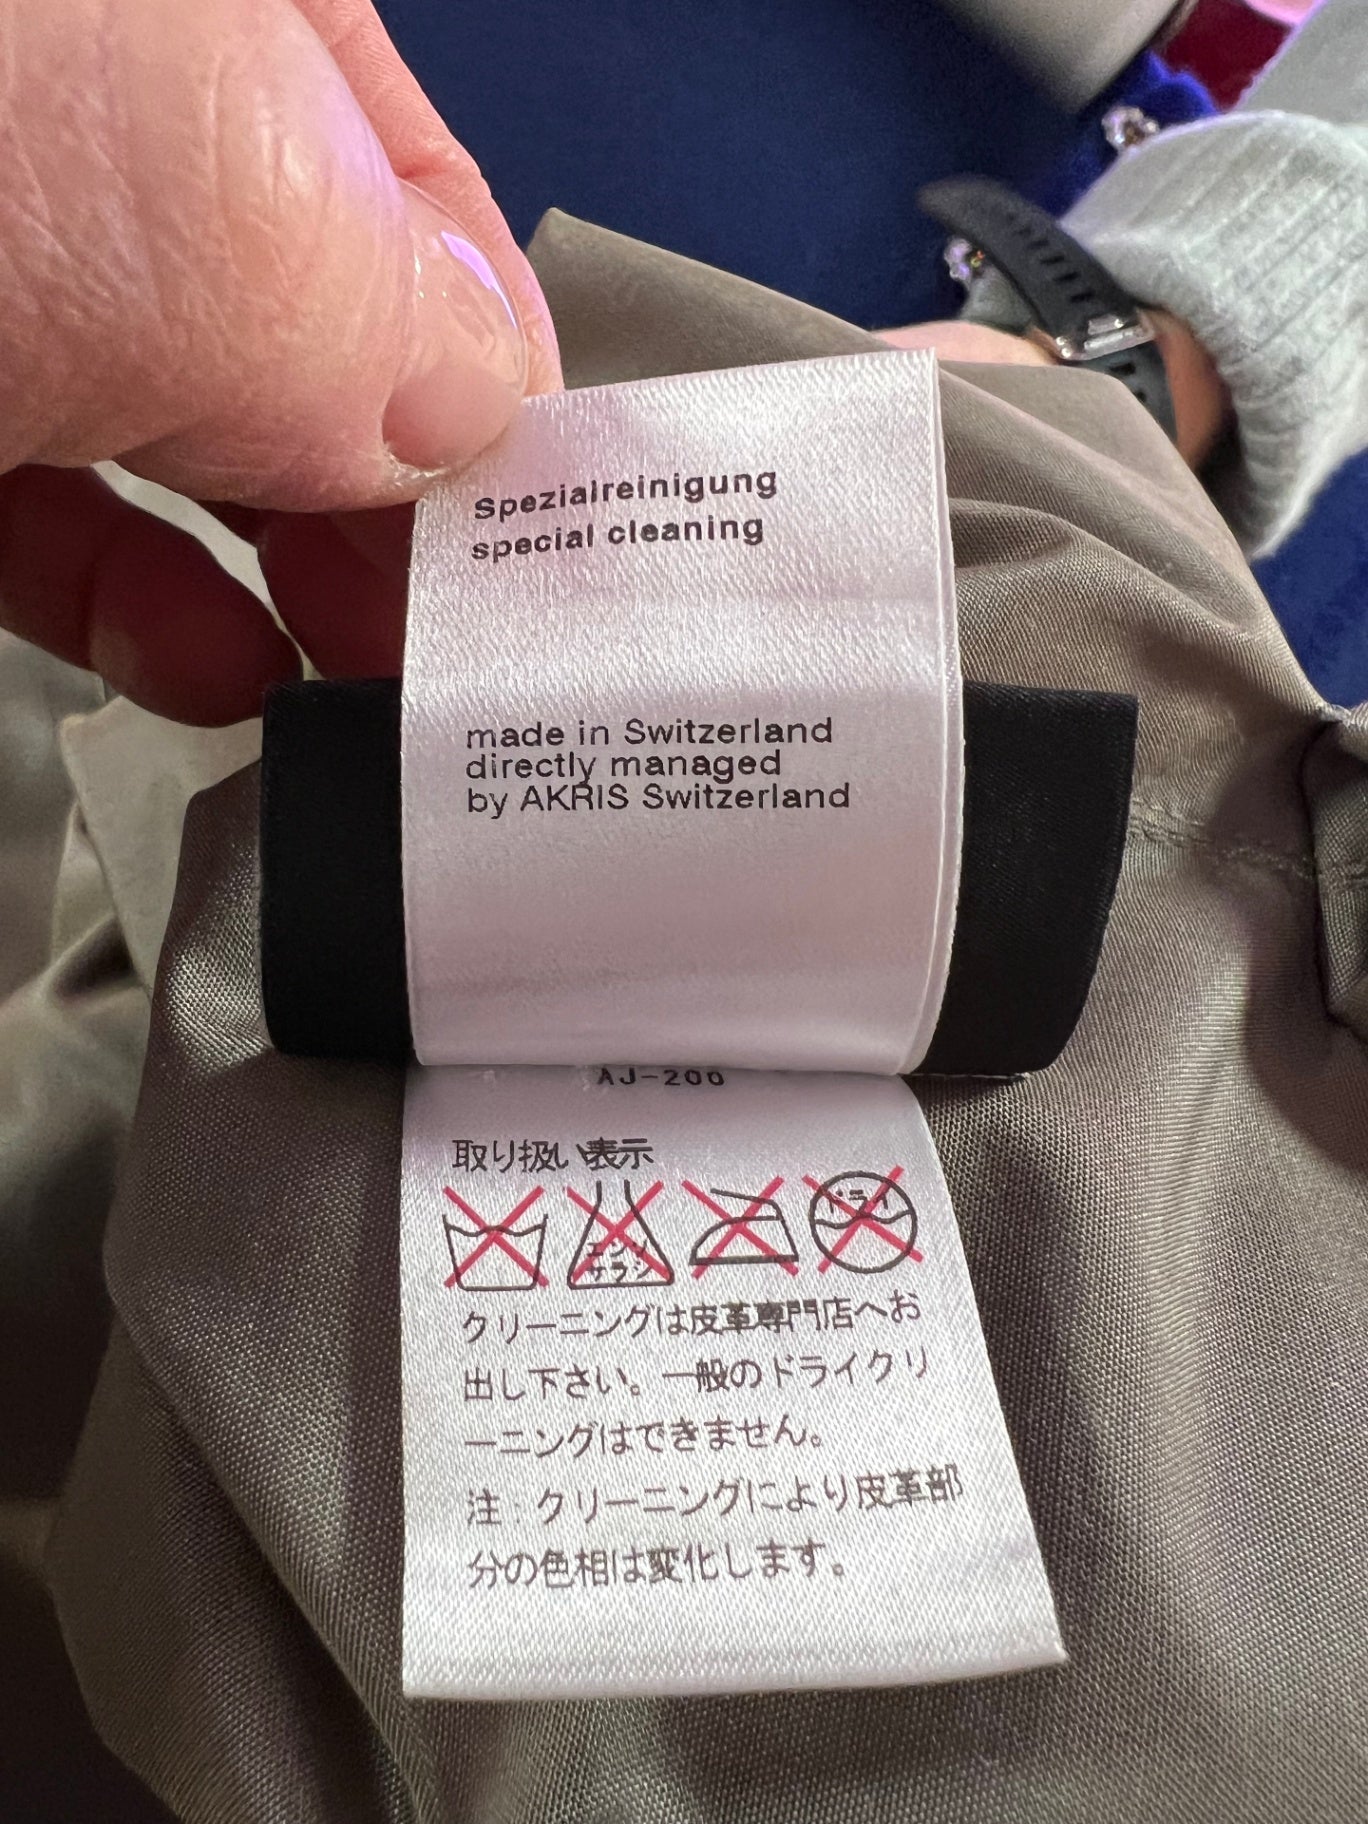 Spezialreinigung
special cleaning
made in Switzerland
directly managed
by AKRIS Switzerland
AJ-200
取り扱い表示
エンソ
サラシ
ドライ
クリーニングは皮革専門店へお
出し下さい。一般のドライクリ
ーニングはできません。
注：クリーニングにより皮革部
分の色相は変化します。